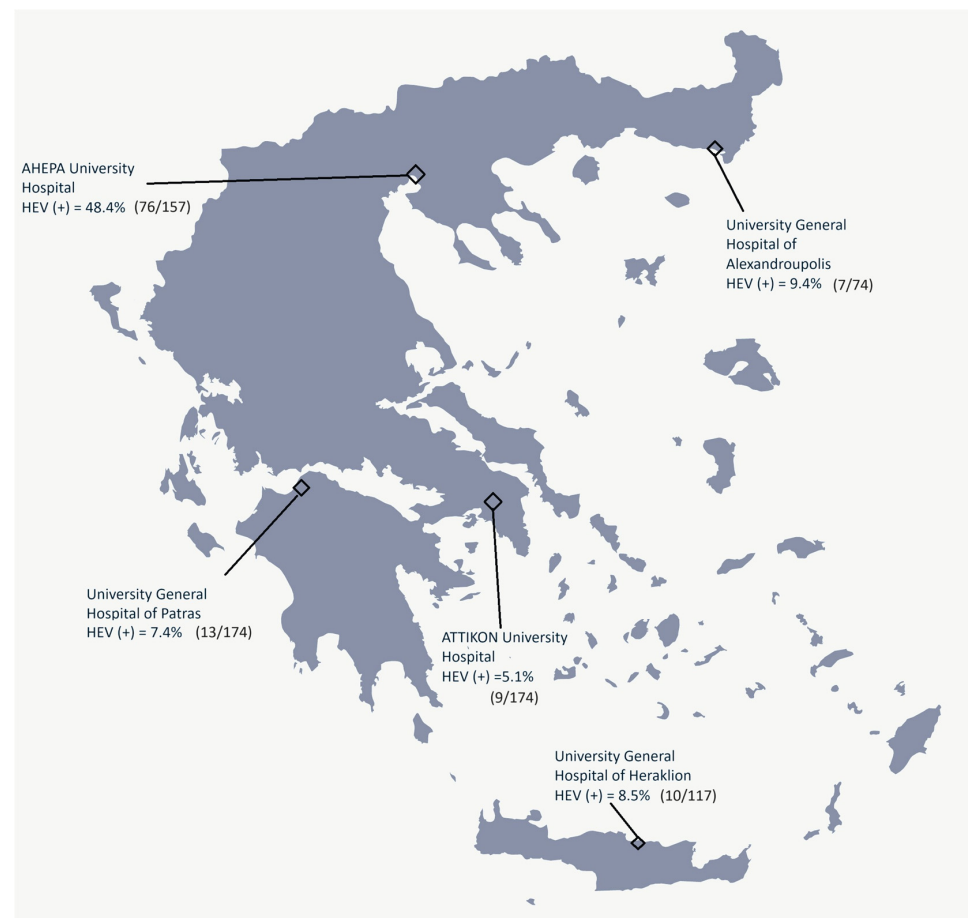 AHEPA University
Hospital
HEV (+) = 48.4% (76/157)
University General
Hospital of
Alexandroupolis
HEV (+) = 9.4% (7/74)
University General
Hospital of Patras
HEV (+) = 7.4% (13/174)
ATTIKON University
Hospital
HEV (+) =5.1%
(9/174)
University General
Hospital of Heraklion
HEV (+) = 8.5% (10/117)